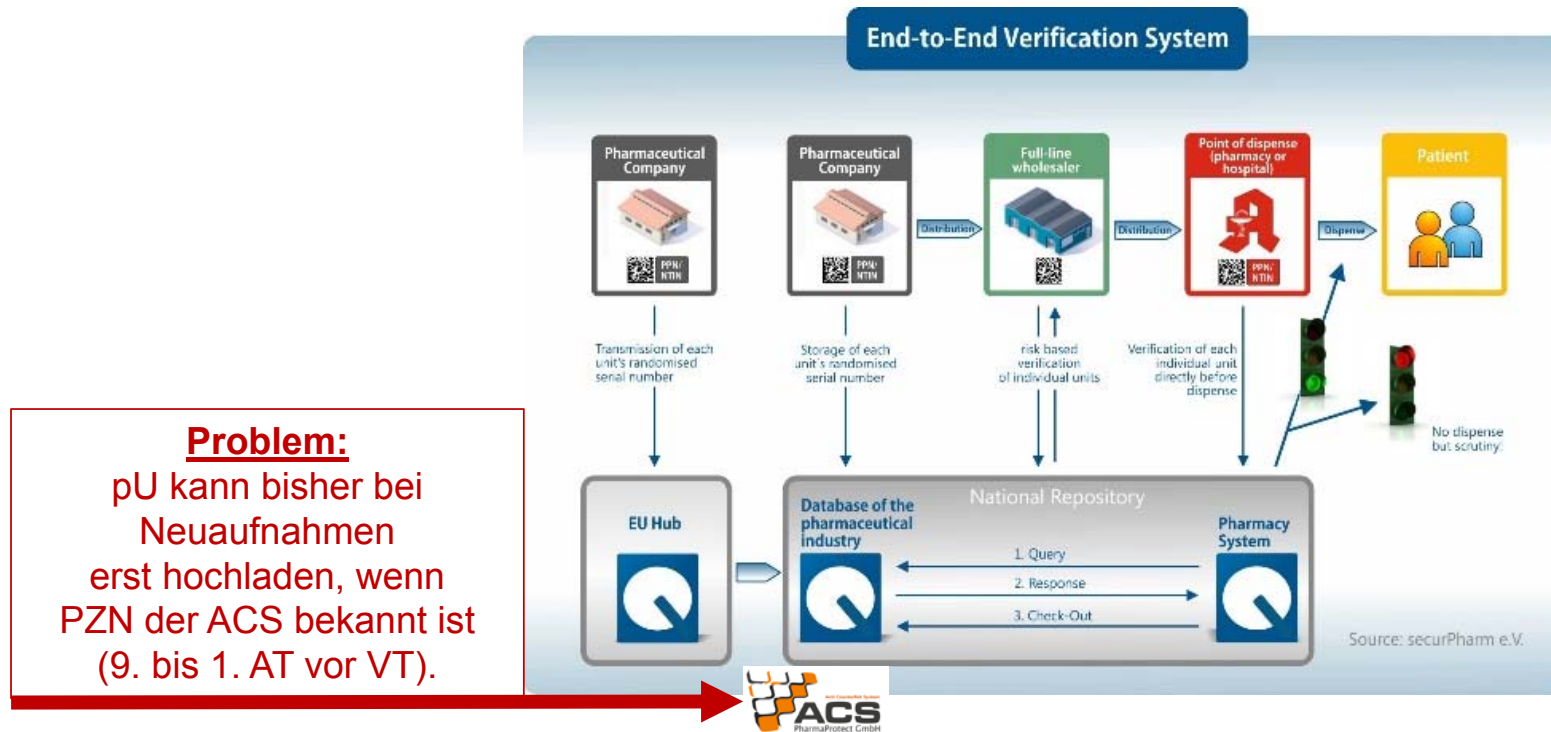 End-to-End Verification System
Pharmaceutical
Company
PPN/
NTIN
Pharmaceutical
Company
PPN/
NTIN
Full-line
wholesaler
Point of dispense
(pharmacy or
hospital)
PPN/
NTIN
Patient
Distribution
Distribution
Dispense
Transmission of each
unit's randomised
serial number
Storage of each
unit's randomised
serial number
risk based
verification
of individual units
Verification of each
individual unit
directly before
dispense
No dispense
but scrutiny!
Problem:
pU kann bisher bei
Neuaufnahmen
erst hochladen, wenn
PZN der ACS bekannt ist
(9. bis 1. AT vor VT).
EU Hub
National Repository
Database of the
pharmaceutical
industry
1. Query
2. Response
3. Check-Out
Pharmacy
System
Source: securPharm e.V.
ACS
PharmaProtect GmbH